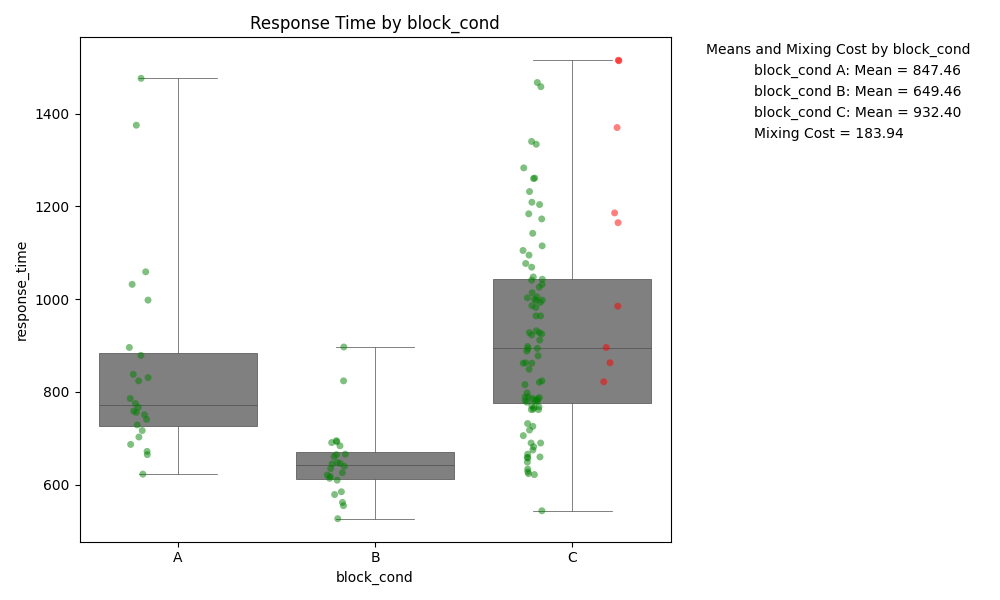 Response Time by block_cond
Means and Mixing Cost by block_cond
block_cond A: Mean = 847.46
block_cond B: Mean = 649.46
block_cond C: Mean = 932.40
Mixing Cost = 183.94
response_time
1400
1200
1000
800
600
A
B
C
block_cond